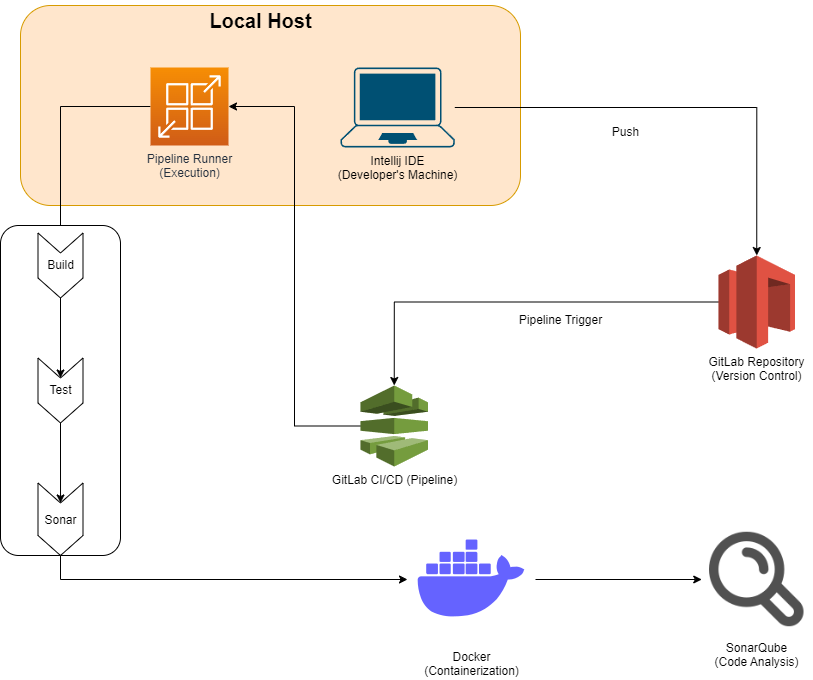 Local Host
Pipeline Runner
(Execution)
Intellij IDE
(Developer's Machine)
Push
Build
Pipeline Trigger
GitLab Repository
(Version Control)
Test
GitLab CI/CD (Pipeline)
Sonar
Docker
(Containerization)
SonarQube
(Code Analysis)